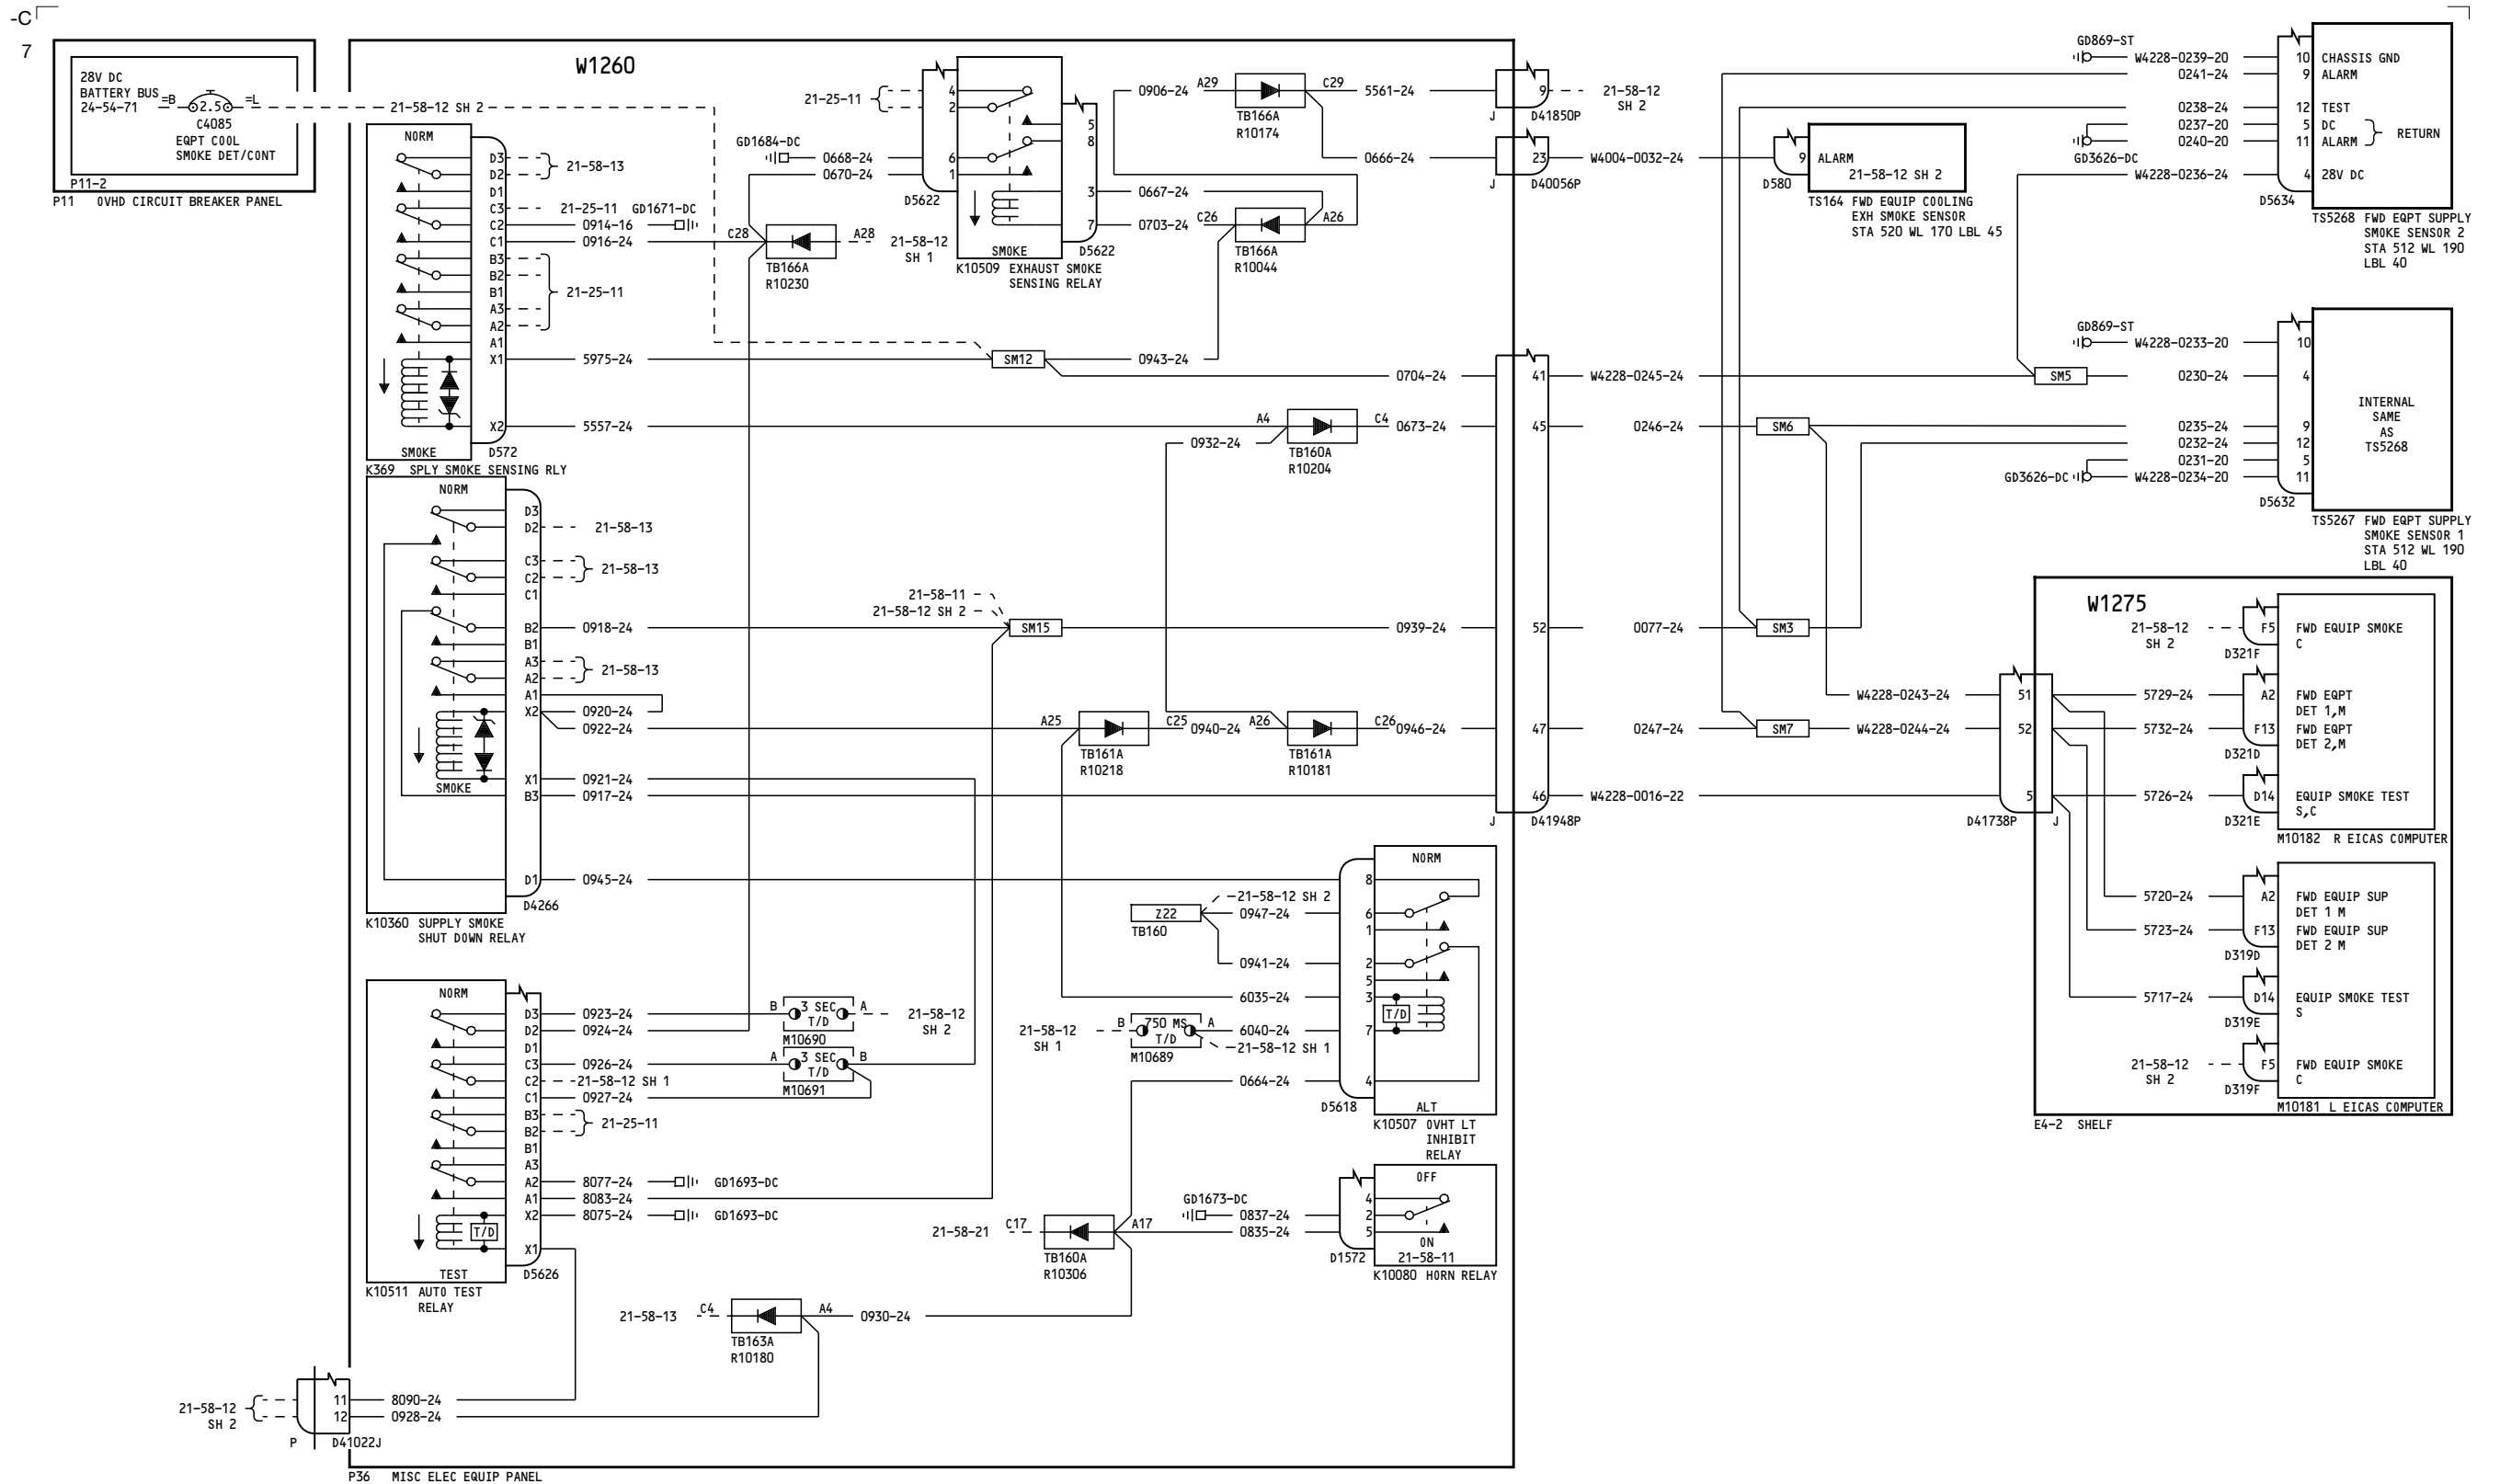 -C
7
28V DC
BATTERY BUS
24-54-71
=B
2.5
=L
C4085
EQPT COOL
SMOKE DET/CONT
P11-2
P11 OVHD CIRCUIT BREAKER PANEL
W1260
21-58-12 SH 2
NORM
D3
D2
21-58-13
D1
C3
21-25-11
GD1671-DC
C2
0914-16
C1
0916-24
B3
B2
B1
21-25-11
A3
A2
A1
X1
5975-24
X2
5557-24
SMOKE
D572
K369 SPLY SMOKE SENSING RLY
GD1684-DC
0668-24
0670-24
C28
A28
21-58-12
SH 1
TB166A
R10230
21-25-11
4
2
5
8
6
1
3
7
D5622
SMOKE
D5622
K10509 EXHAUST SMOKE
SENSING RELAY
0906-24
A29
C29
5561-24
TB166A
R10174
0666-24
0667-24
0703-24
C26
A26
TB166A
R10044
SM12
0943-24
0704-24
9
J
D41850P
21-58-12
SH 2
23
J
D40056P
W4004-0032-24
9
ALARM
21-58-12 SH 2
D580
TS164 FWD EQUIP COOLING
EXH SMOKE SENSOR
STA 520 WL 170 LBL 45
GD869-ST
W4228-0239-20
10
CHASSIS GND
0241-24
9
ALARM
0238-24
12
TEST
0237-20
5
DC
RETURN
0240-20
11
ALARM
GD3626-DC
W4228-0236-24
4
28V DC
D5634
TS5268 FWD EQPT SUPPLY
SMOKE SENSOR 2
STA 512 WL 190
LBL 40
GD869-ST
W4228-0233-20
10
41
W4228-0245-24
SM5
0230-24
4
INTERNAL
SAME
AS
TS5268
A4
C4
0673-24
45
0246-24
SM6
0235-24
9
0932-24
TB160A
R10204
0232-24
12
0231-20
5
GD3626-DC
W4228-0234-20
11
D5632
TS5267 FWD EQPT SUPPLY
SMOKE SENSOR 1
STA 512 WL 190
LBL 40
NORM
D3
D2
21-58-13
C3
C2
21-58-13
C1
B2
0918-24
B1
A3
A2
21-58-13
A1
X2
0920-24
0922-24
X1
0921-24
SMOKE
B3
0917-24
D1
0945-24
D4266
K10360 SUPPLY SMOKE
SHUT DOWN RELAY
21-58-11
21-58-12 SH 2
SM15
0939-24
52
0077-24
SM3
A25
C25
0940-24
A26
C26
0946-24
47
0247-24
SM7
TB161A
R10218
TB161A
R10181
46
W4228-0016-22
J
D41948P
W4228-0243-24
W4228-0244-24
51
52
5
D41738P
J
W1275
21-58-12
SH 2
F5
FWD EQUIP SMOKE
C
D321F
5729-24
A2
FWD EQPT
DET 1,M
5732-24
F13
FWD EQPT
DET 2,M
D321D
5726-24
D14
EQUIP SMOKE TEST
S,C
D321E
M10182 R EICAS COMPUTER
5720-24
A2
FWD EQUIP SUP
DET 1 M
5723-24
F13
FWD EQUIP SUP
DET 2 M
D319D
5717-24
D14
EQUIP SMOKE TEST
S
D319E
21-58-12
SH 2
F5
FWD EQUIP SMOKE
C
D319F
M10181 L EICAS COMPUTER
E4-2 SHELF
NORM
8
21-58-12 SH 2
Z22
0947-24
6
TB160
1
0941-24
2
5
6035-24
3
T/D
21-58-12
SH 1
B
750 MS
T/D
A
6040-24
7
M10689
21-58-12 SH 1
0664-24
4
D5618
ALT
K10507 OVHT LT
INHIBIT
RELAY
NORM
D3
0923-24
B
3 SEC
T/D
A
21-58-12
SH 2
D2
0924-24
M10690
D1
C3
0926-24
A
3 SEC
T/D
B
C2
21-58-12 SH 1
C1
0927-24
M10691
B3
B2
21-25-11
B1
A3
A2
8077-24
GD1693-DC
A1
8083-24
X2
8075-24
GD1693-DC
T/D
X1
TEST
D5626
K10511 AUTO TEST
RELAY
OFF
4
GD1673-DC
0837-24
2
0835-24
5
ON
D1572
21-58-11
K10080 HORN RELAY
21-58-21
C17
A17
TB160A
R10306
21-58-13
C4
A4
0930-24
TB163A
R10180
21-58-12
SH 2
11
8090-24
12
0928-24
P
D41022J
P36 MISC ELEC EQUIP PANEL